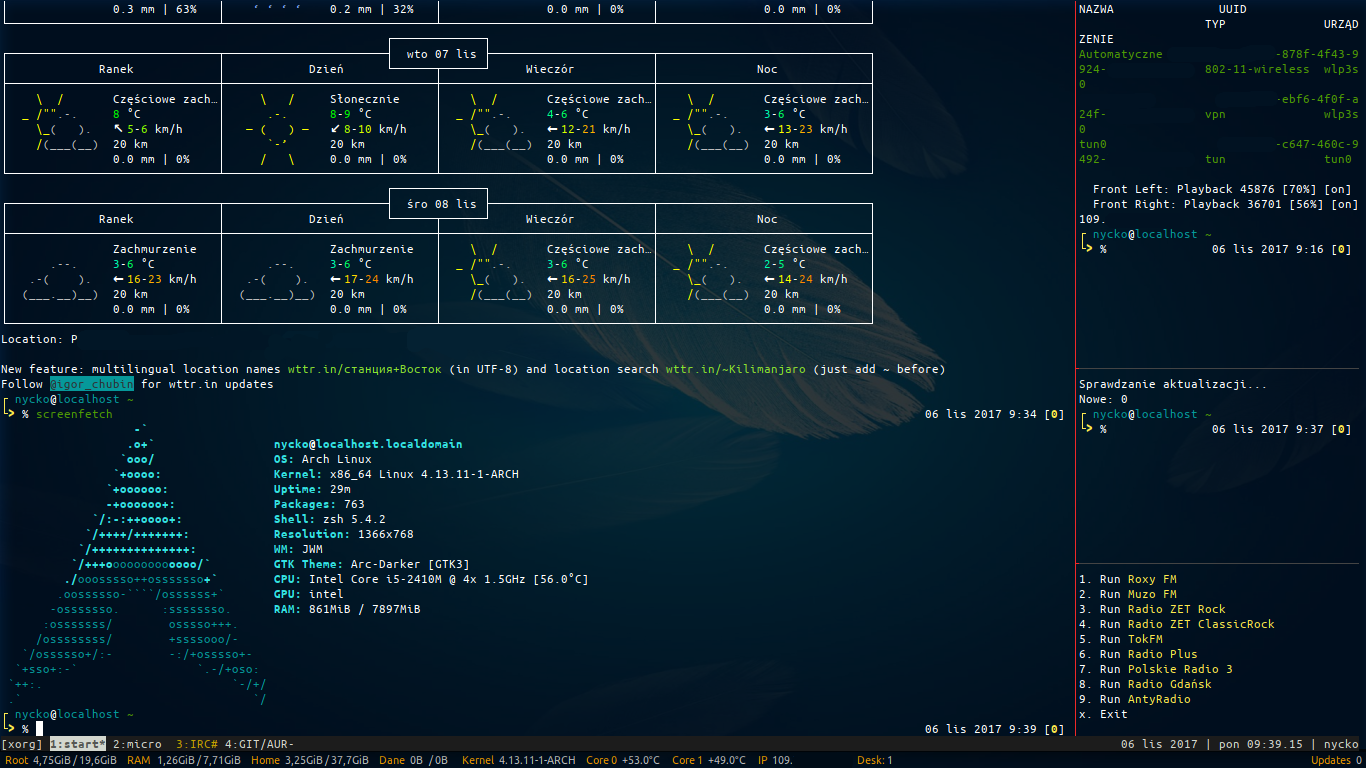 0.3 mm | 63% ‘ ‘ ‘ ‘ 0.2 mm | 32% 0.0 mm | 0% 0.0 mm | 0%
wto 07 lis
Ranek Dzień Wieczór Noc
Częściowe zach… Słonecznie Częściowe zach… Częściowe zach…
8 °C 8-9 °C 4-6 °C 3-6 °C
↖ 5-6 km/h ↙ 8-10 km/h ← 12-21 km/h ← 13-23 km/h
20 km 20 km 20 km 20 km
0.0 mm | 0% 0.0 mm | 0% 0.0 mm | 0% 0.0 mm | 0%
śro 08 lis
Ranek Dzień Wieczór Noc
Zachmurzenie Zachmurzenie Częściowe zach… Częściowe zach…
3-6 °C 3-6 °C 3-6 °C 2-5 °C
← 16-23 km/h ← 17-24 km/h ← 16-25 km/h ← 14-24 km/h
20 km 20 km 20 km 20 km
0.0 mm | 0% 0.0 mm | 0% 0.0 mm | 0% 0.0 mm | 0%
Location: P
New feature: multilingual location names wttr.in/станция+Восток (in UTF-8) and location search wttr.in/~Kilimanjaro (just add ~ before)
Follow @igor_chubin for wttr.in updates
nycko@localhost ~
% screenfetch 06 lis 2017 9:34 [0]
nycko@localhost.localdomain
OS: Arch Linux
Kernel: x86_64 Linux 4.13.11-1-ARCH
Uptime: 29m
Packages: 763
Shell: zsh 5.4.2
Resolution: 1366x768
WM: JWM
GTK Theme: Arc-Darker [GTK3]
CPU: Intel Core i5-2410M @ 4x 1.5GHz [56.0°C]
GPU: intel
RAM: 861MiB / 7897MiB
nycko@localhost ~
% 06 lis 2017 9:39 [0]
NAZWA UUID
TYP URZĄD
ZENIE
Automatyczne -878f-4f43-9
924- 802-11-wireless wlp3s
0
-ebf6-4f0f-a
24f- vpn wlp3s
0
tun0 -c647-460c-9
492- tun tun0
Front Left: Playback 45876 [70%] [on]
Front Right: Playback 36701 [56%] [on]
109.
nycko@localhost ~
% 06 lis 2017 9:16 [0]
Sprawdzanie aktualizacji...
Nowe: 0
nycko@localhost ~
% 06 lis 2017 9:37 [0]
1. Run Roxy FM
2. Run Muzo FM
3. Run Radio ZET Rock
4. Run Radio ZET ClassicRock
5. Run TokFM
6. Run Radio Plus
7. Run Polskie Radio 3
8. Run Radio Gdańsk
9. Run AntyRadio
x. Exit
[xorg] 1:start* 2:micro 3:IRC# 4:GIT/AUR- 06 lis 2017 | pon 09:39.15 | nycko
Root 4,75GiB/19,6GiB RAM 1,26GiB/7,71GiB Home 3,25GiB/37,7GiB Dane 0B /0B Kernel 4.13.11-1-ARCH Core 0 +53.0°C Core 1 +49.0°C IP 109. Desk: 1 Updates 0